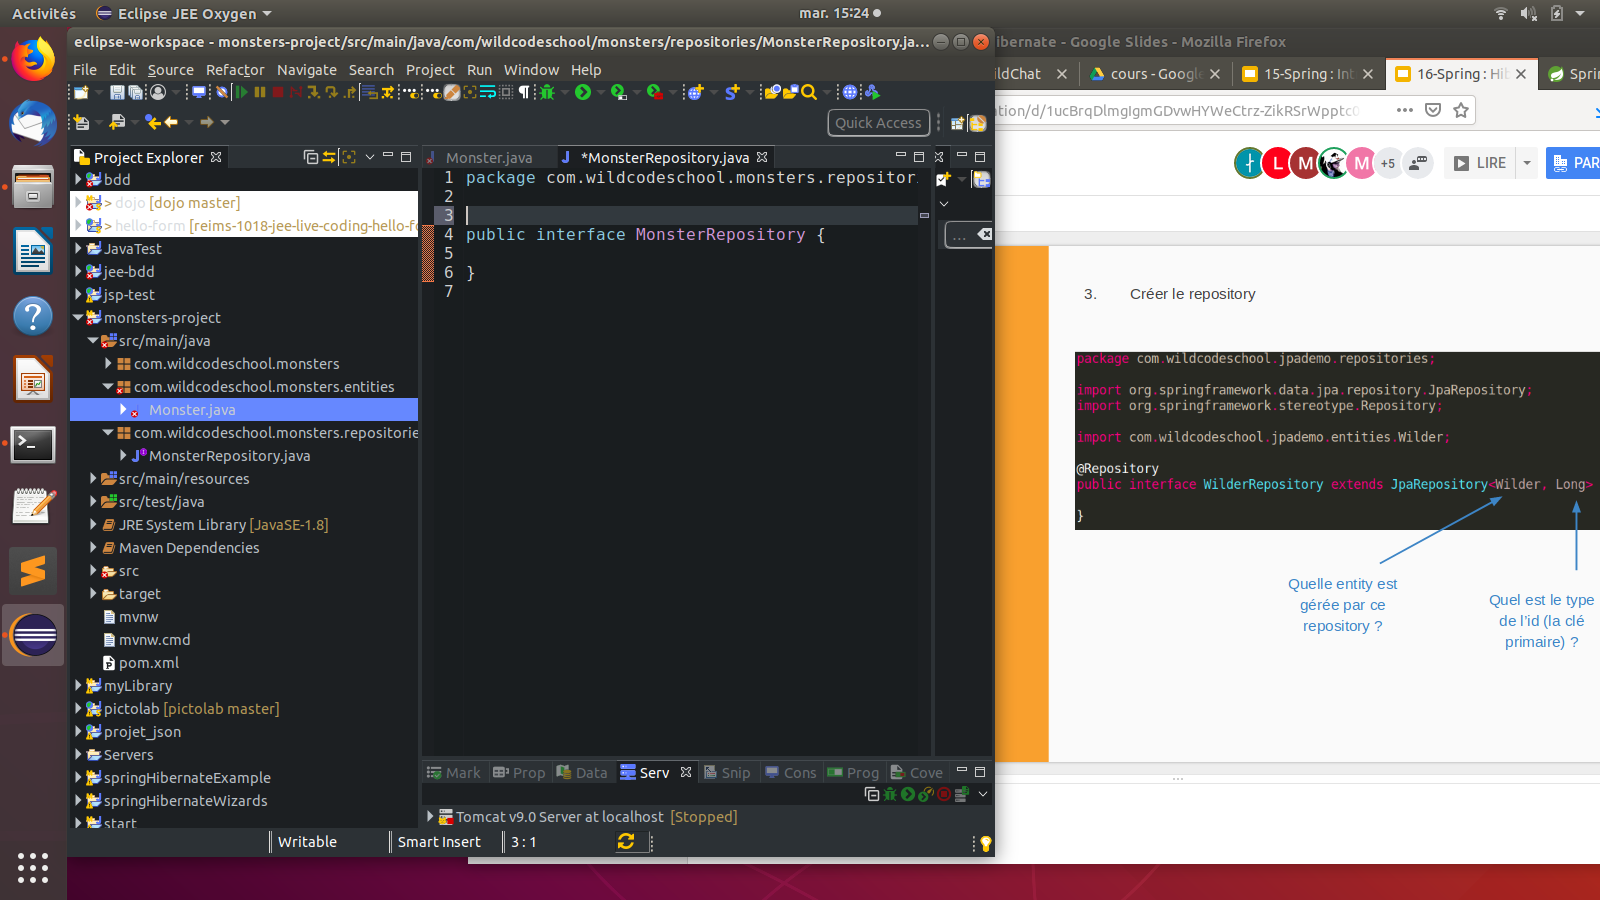 Activités
Eclipse JEE Oxygen
mar. 15:24
eclipse-workspace - monsters-project/src/main/java/com/wildcodeschool/monsters/repositories/MonsterRepository.ja...
ibernate - Google Slides - Mozilla Firefox
File Edit Source Refactor Navigate Search Project Run Window Help
ildChat
cours - Google
15-Spring : Int
16-Spring : Hib
Sprin
ation/d/1ucBrqDlmgIgmGDvwHYWeCtrz-ZikRSrWpptc0
Quick Access
Project Explorer
Monster.java
*MonsterRepository.java
L
M
M
+5
LIRE
PAR
bdd
> dojo [dojo master]
> hello-form [reims-1018-jee-live-coding-hello-fo
JavaTest
jee-bdd
jsp-test
monsters-project
src/main/java
com.wildcodeschool.monsters
com.wildcodeschool.monsters.entities
Monster.java
com.wildcodeschool.monsters.repositorie
MonsterRepository.java
src/main/resources
src/test/java
JRE System Library [JavaSE-1.8]
Maven Dependencies
src
target
mvnw
mvnw.cmd
pom.xml
myLibrary
pictolab [pictolab master]
projet_json
Servers
springHibernateExample
springHibernateWizards
start
1 package com.wildcodeschool.monsters.repositor
2
3
4 public interface MonsterRepository {
5
6 }
7
...
3. Créer le repository
package com.wildcodeschool.jpademo.repositories;
import org.springframework.data.jpa.repository.JpaRepository;
import org.springframework.stereotype.Repository;
import com.wildcodeschool.jpademo.entities.Wilder;
@Repository
public interface WilderRepository extends JpaRepository<Wilder, Long>
}
Quelle entity est
gérée par ce
repository ?
Quel est le type
de l'id (la clé
primaire) ?
Mark
Prop
Data
Serv
Snip
Cons
Prog
Cove
Tomcat v9.0 Server at localhost [Stopped]
Writable
Smart Insert
3 : 1